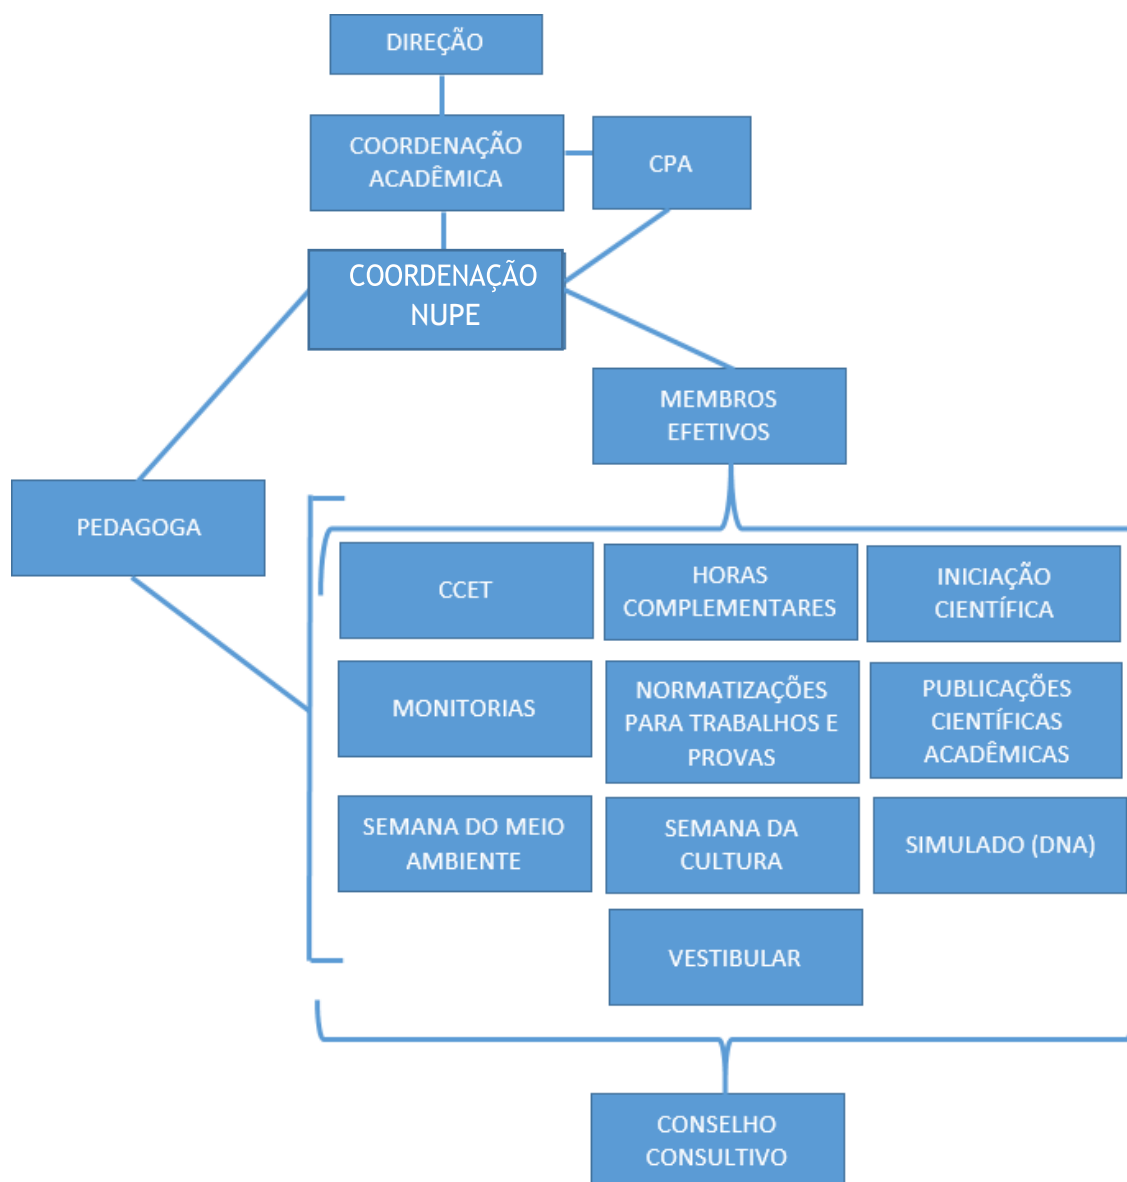 DIREÇÃO
COORDENAÇÃO
ACADÊMICA
CPA
COORDENAÇÃO
NUPE
MEMBROS
EFETIVOS
PEDAGOGA
CCET
HORAS
COMPLEMENTARES
INICIAÇÃO
CIENTÍFICA
MONITORIAS
NORMATIZAÇÕES
PARA TRABALHOS E
PROVAS
PUBLICAÇÕES
CIENTÍFICAS
ACADÊMICAS
SEMANA DO MEIO
AMBIENTE
SEMANA DA
CULTURA
SIMULADO (DNA)
VESTIBULAR
CONSELHO
CONSULTIVO